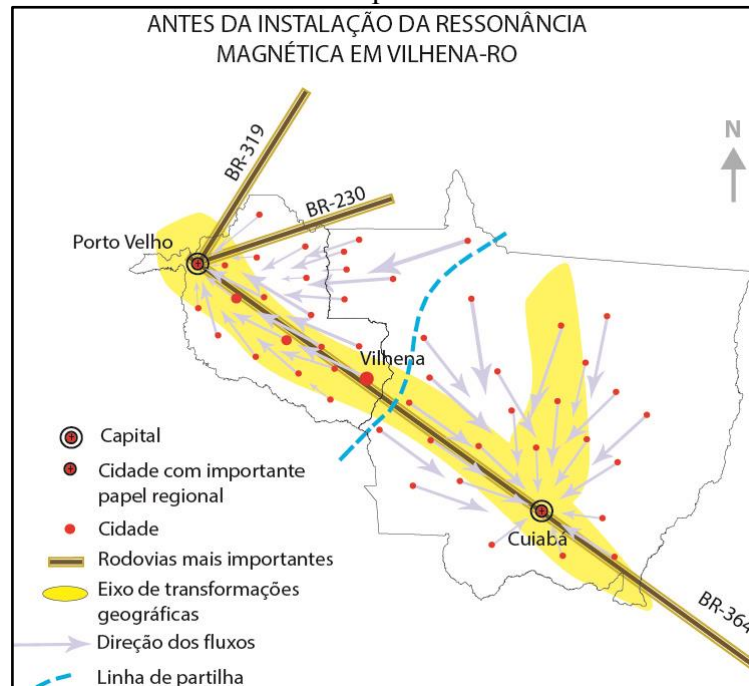 ANTES DA INSTALAÇÃO DA RESSONÂNCIA
MAGNÉTICA EM VILHENA-RO
BR-319
N
BR-230
Porto Velho
Vilhena
Capital
Cidade com importante
papel regional
Cuiabá
Cidade
Rodovias mais importantes
Eixo de transformações
geográficas
BR-364
Direção dos fluxos
Linha de partilha